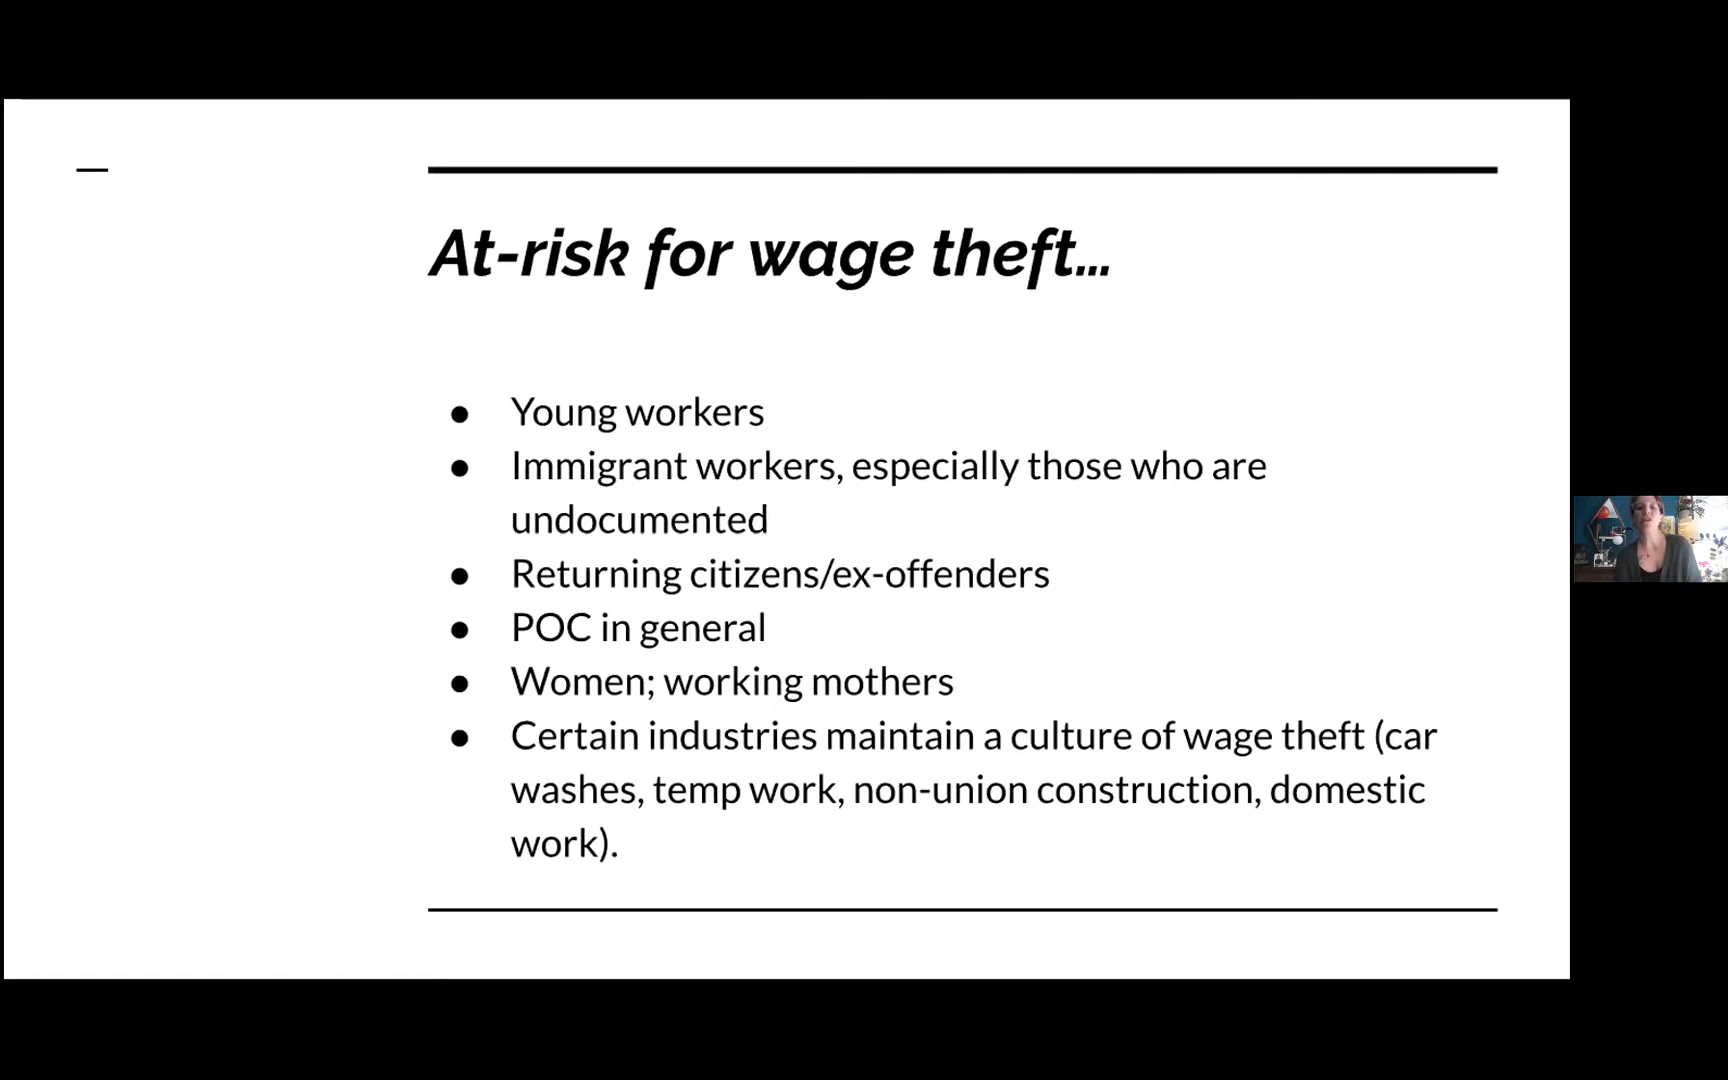 At-risk for wage theft...
● Young workers
● Immigrant workers, especially those who are
undocumented
● Returning citizens/ex-offenders
● POC in general
● Women; working mothers
● Certain industries maintain a culture of wage theft (car
washes, temp work, non-union construction, domestic
work).